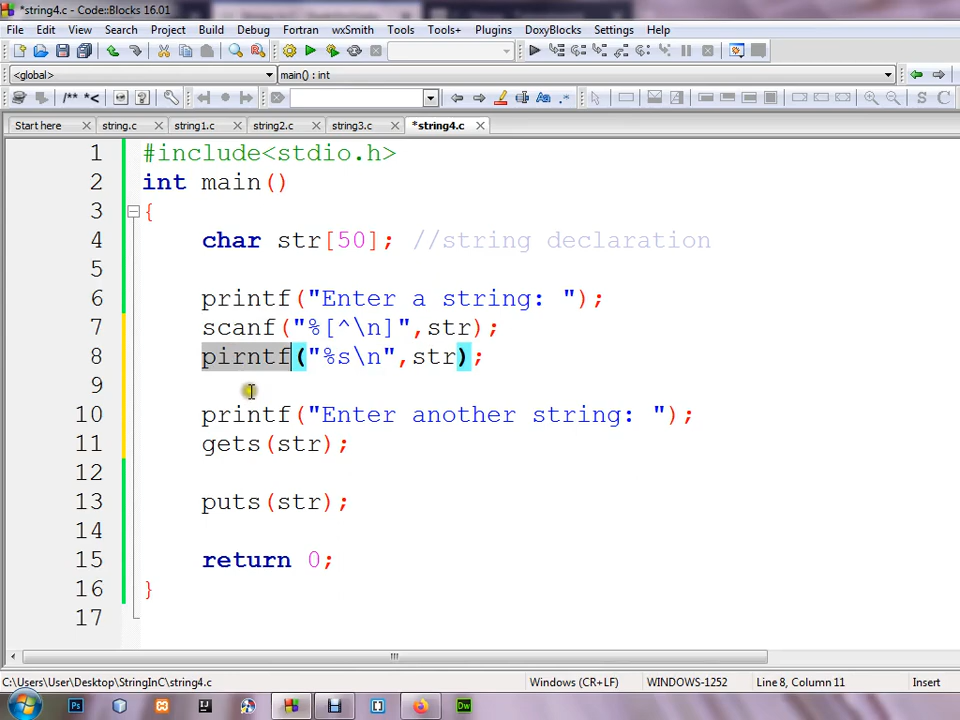 *string4.c - Code::Blocks 16.01
File Edit View Search Project Build Debug Fortran wxSmith Tools Tools+ Plugins DoxyBlocks Settings Help
<global> main() : int
/** *< S C
Start here string.c string1.c string2.c string3.c *string4.c
1 #include<stdio.h>
2 int main()
3 {
4 char str[50]; //string declaration
5
6 printf("Enter a string: ");
7 scanf("%[^\n]",str);
8 pirntf("%s\n",str);
9
10 printf("Enter another string: ");
11 gets(str);
12
13 puts(str);
14
15 return 0;
16 }
17
C:\Users\User\Desktop\StringInC\string4.c Windows (CR+LF) WINDOWS-1252 Line 8, Column 11 Insert
Ps Dw